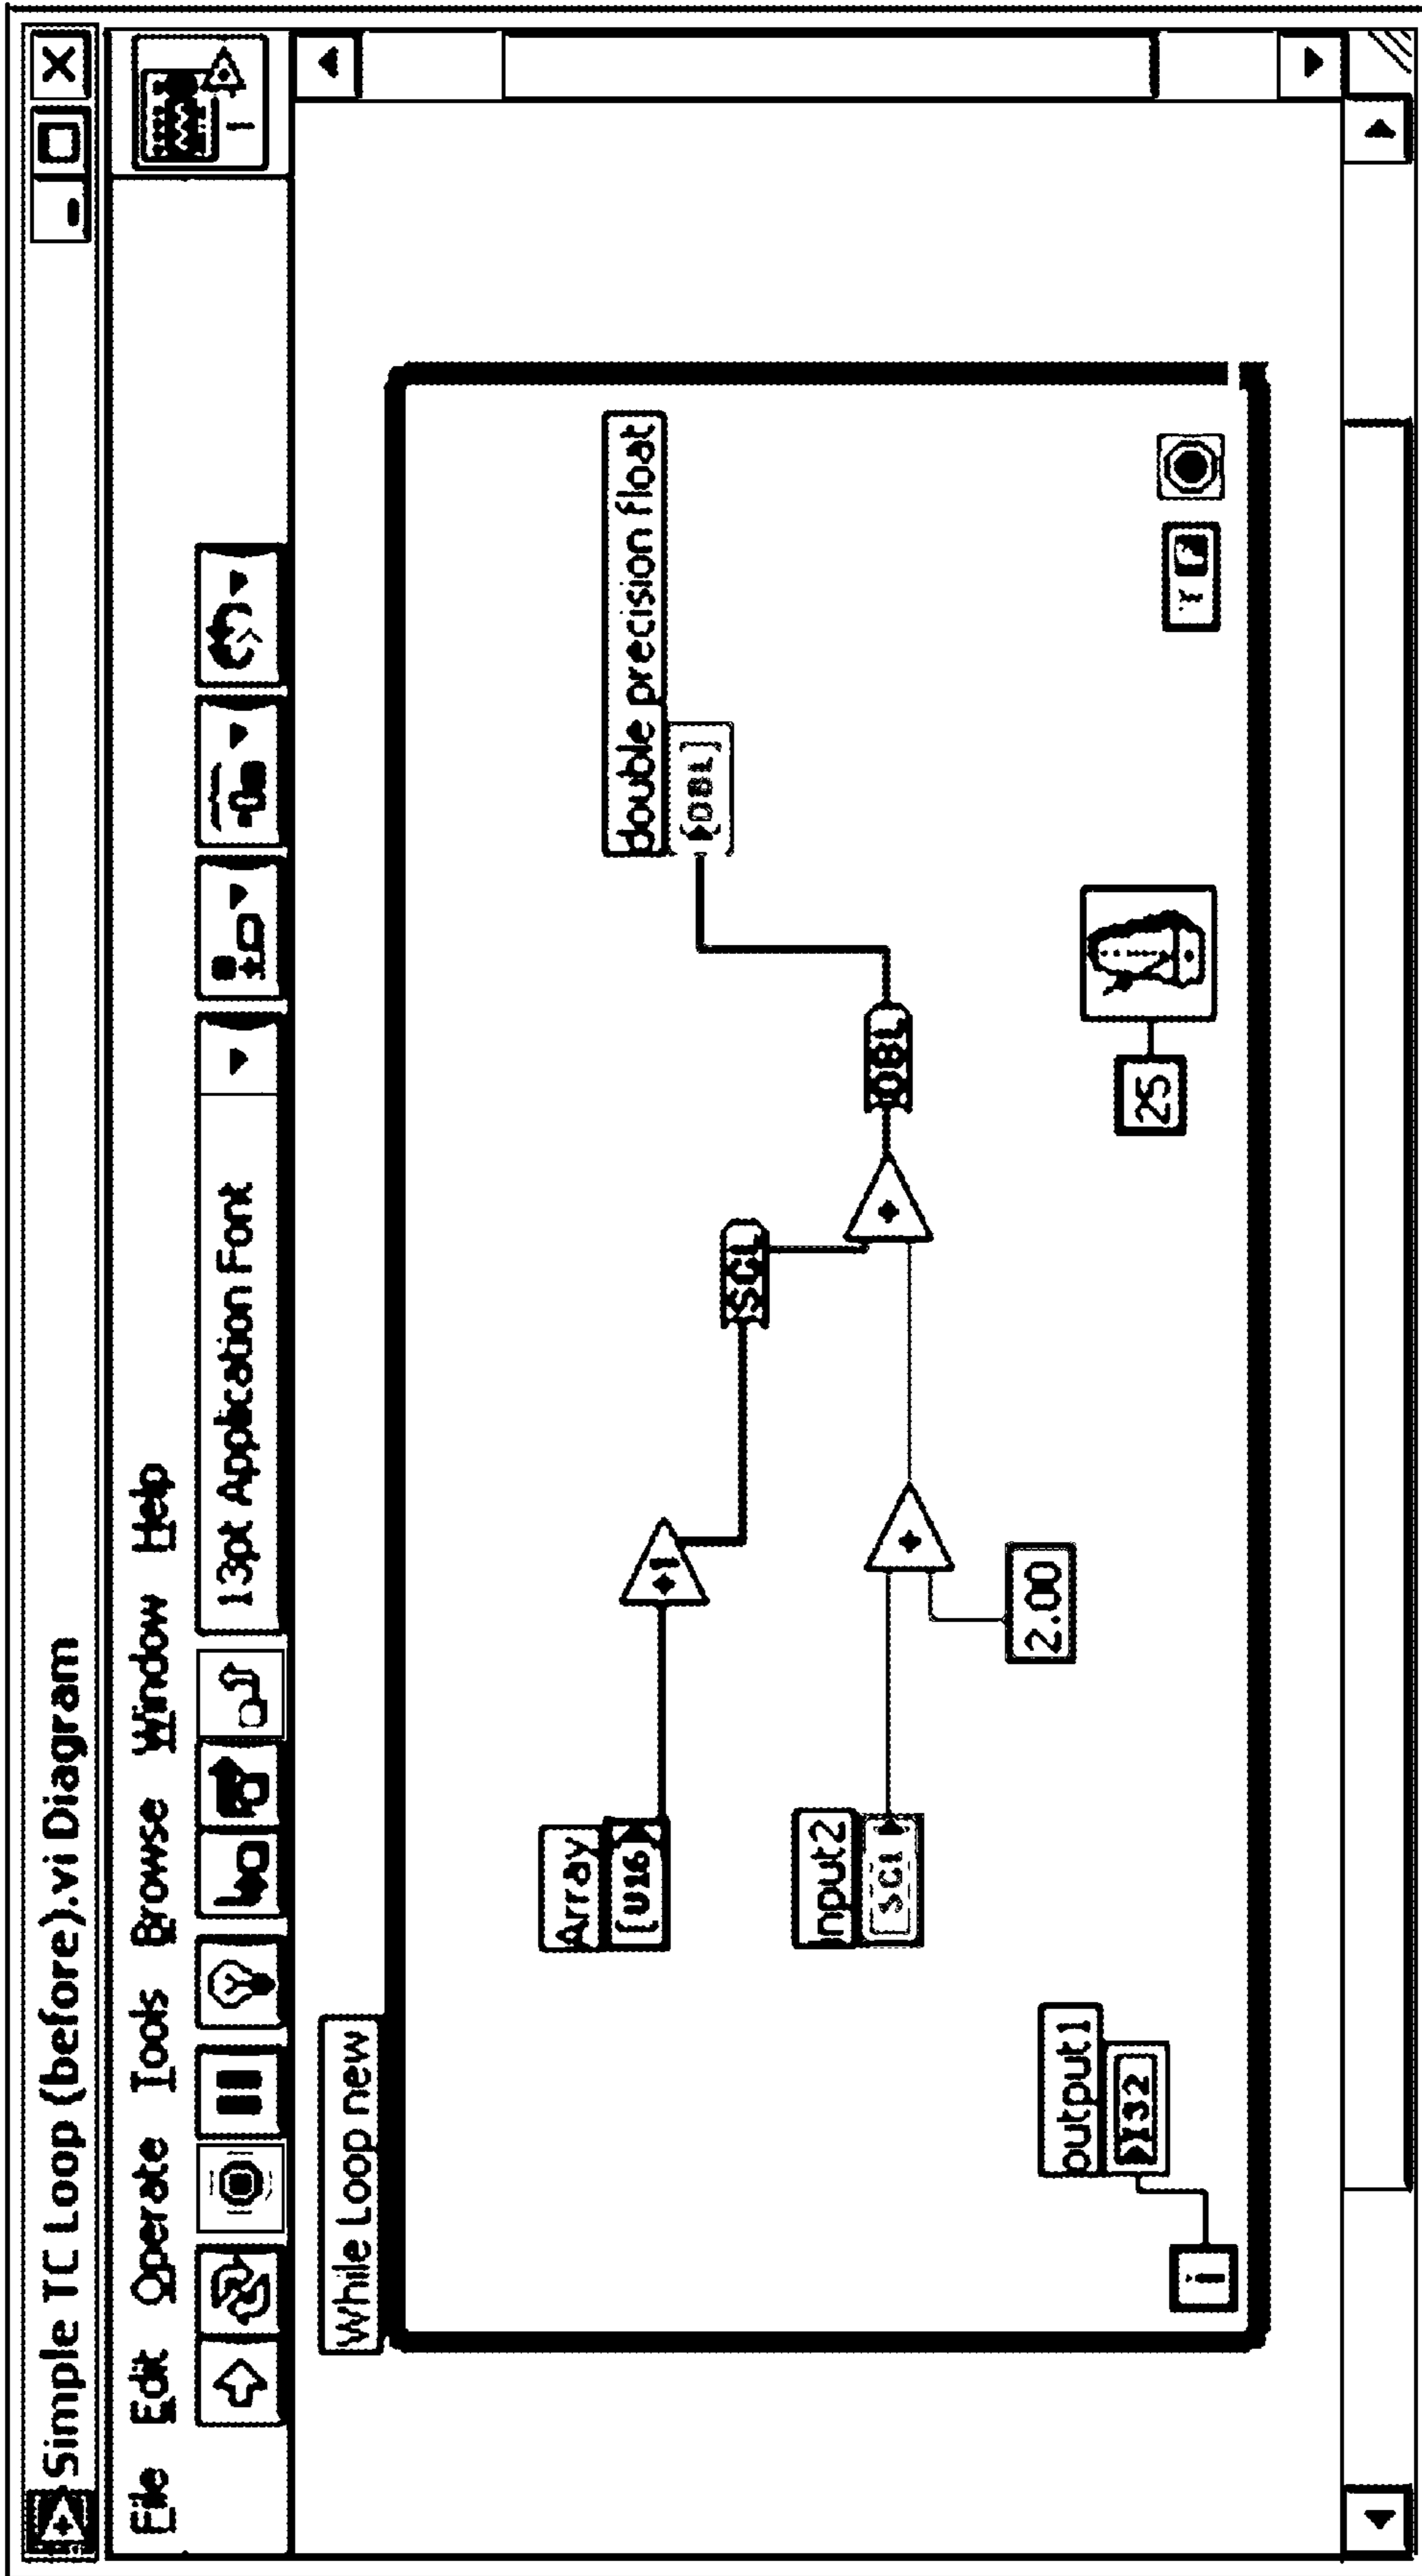 Simple TC Loop (before).vi Diagram
File Edit Operate Tools Browse Window Help
13pt Application Font
While Loop new
Array
[U16
+1
double precision float
[DBL]
SGL
input2
SGL
DBL
2.00
output1
I32
25
i